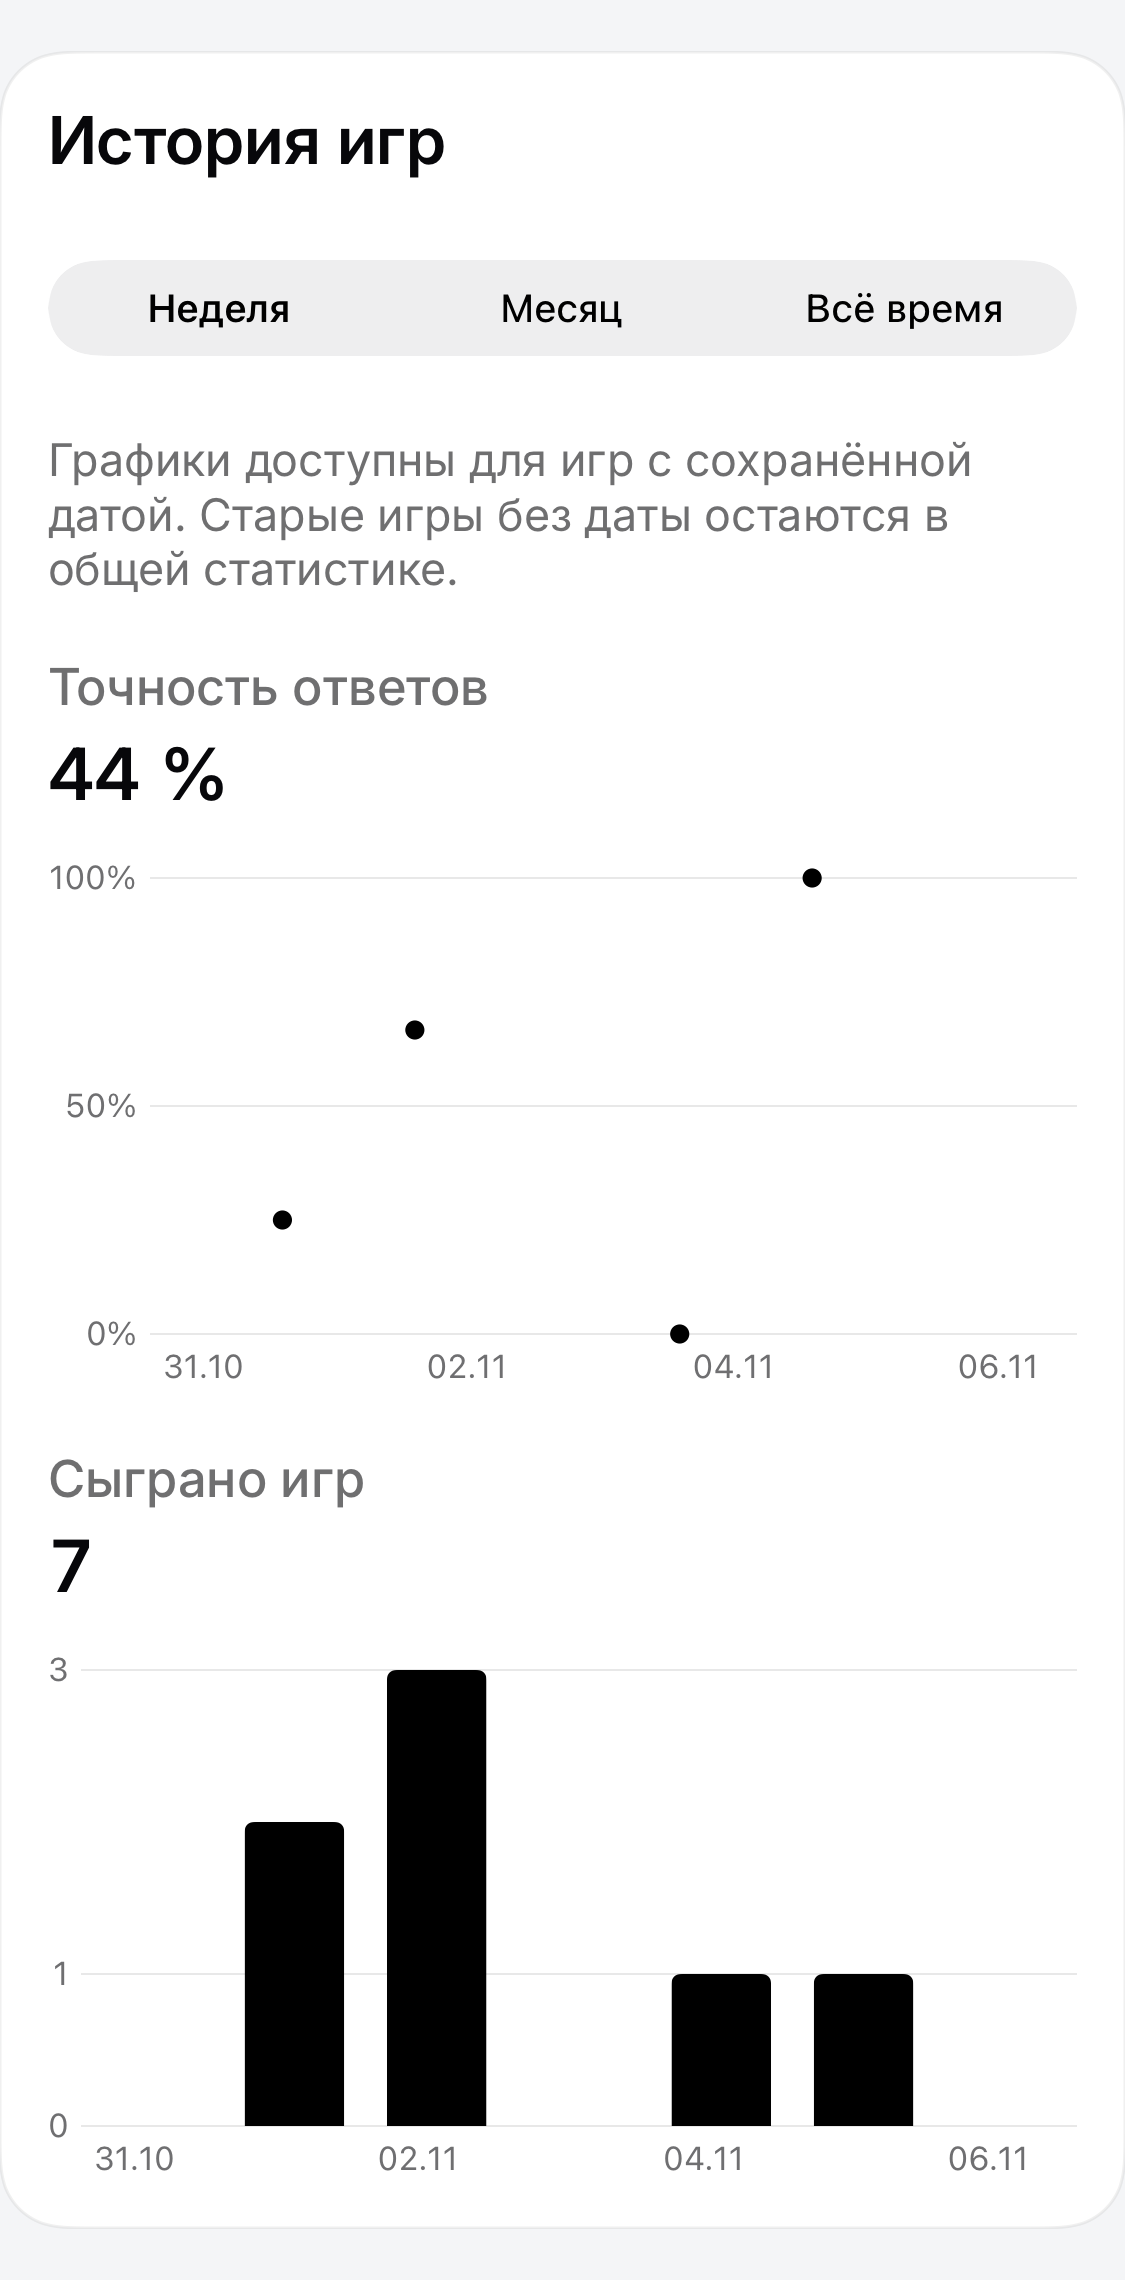 История игр
Неделя
Месяц
Всё время
Графики доступны для игр с сохранённой
датой. Старые игры без даты остаются в
общей статистике.
Точность ответов
44 %
100%
50%
0%
31.10
02.11
04.11
06.11
Сыграно игр
7
3
1
0
31.10
02.11
04.11
06.11